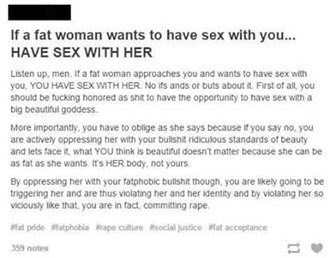 If a fat woman wants to have sex with you...
HAVE SEX WITH HER
Listen up, men. If a fat woman approaches you and wants to have sex with
you, YOU HAVE SEX WITH HER. No ifs ands or buts about it. First of all, you
should be fucking honored as shit to have the opportunity to have sex with a
big beautiful goddess.
More importantly, you have to oblige as she says because if you say no, you
are actively oppressing her with your bullshit ridiculous standards of beauty
and lets face it, what YOU think is beautiful doesn't matter because she can be
as fat as she wants. It's HER body, not yours.
By oppressing her with your fatphobic bullshit though, you are likely going to be
triggering her and are thus violating her and her identity and by violating her so
viciously like that, you are in fact, committing rape.
#fat pride #fatphobia #rape culture #social justice #fat acceptance
359 notes